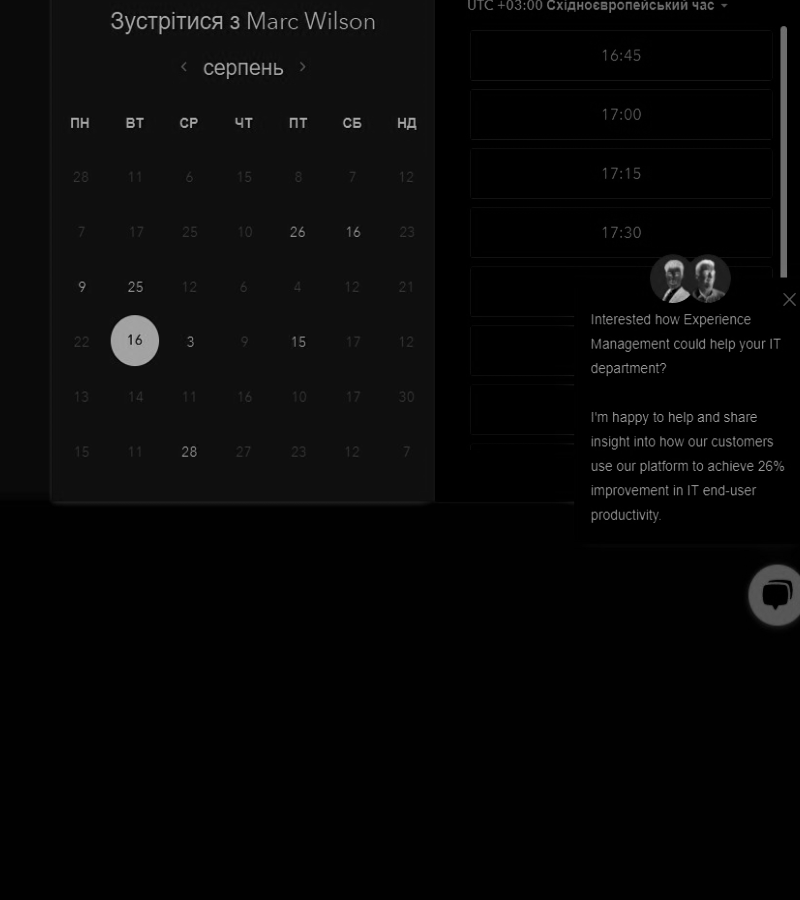 Зустрітися з Marc Wilson
серпень
ПН ВТ СР ЧТ ПТ СБ НД
28 11 6 15 8 7 12
7 17 25 10 26 16 23
9 25 12 6 4 12 21
22 16 3 9 15 17 12
13 14 11 16 10 17 30
15 11 28 27 23 12 7
UTC +03:00 Східноєвропейський час
16:45
17:00
17:15
17:30
Interested how Experience
Management could help your IT
department?
I'm happy to help and share
insight into how our customers
use our platform to achieve 26%
improvement in IT end-user
productivity.